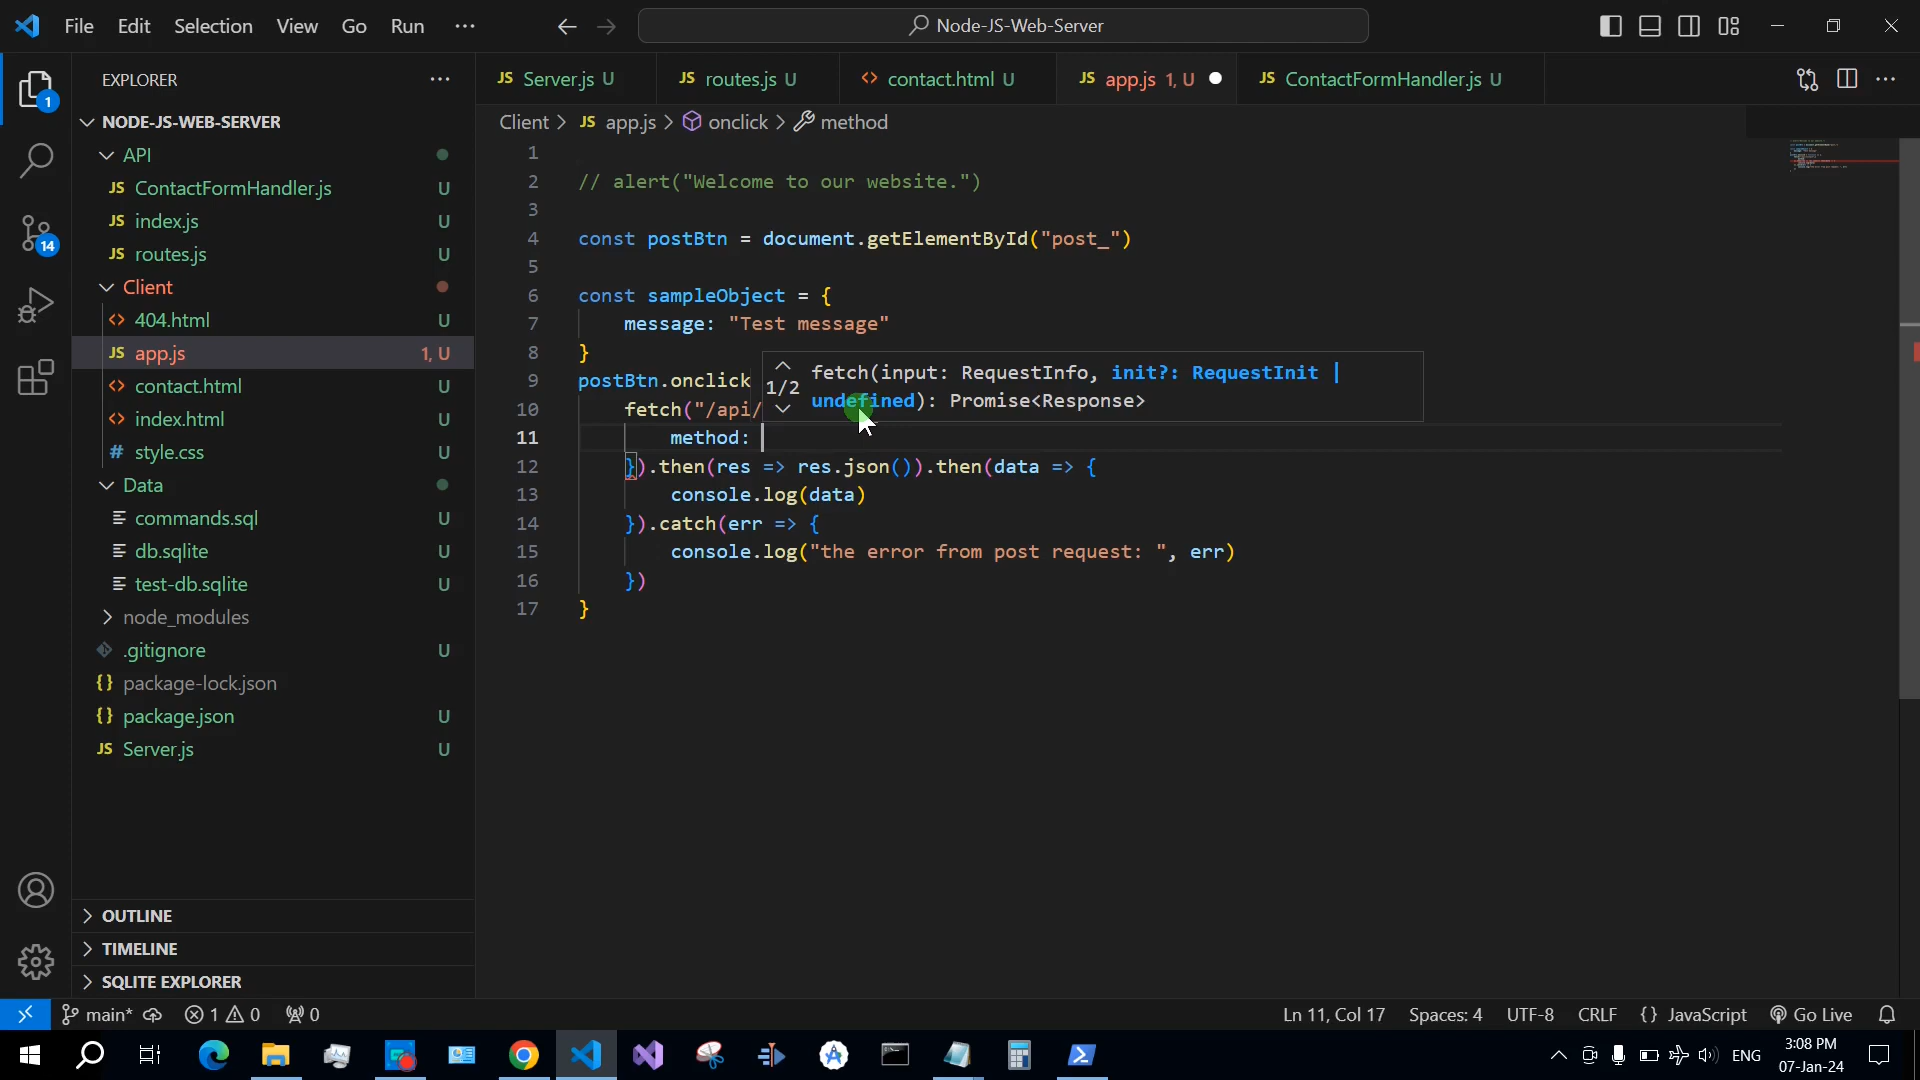 File Edit Selection View Go Run ···
Node-JS-Web-Server
EXPLORER
Server.js U
routes.js U
contact.html U
app.js 1, U
ContactFormHandler.js U
Client > JS app.js > onclick > method
NODE-JS-WEB-SERVER
API
JS ContactFormHandler.js U
JS index.js U
JS routes.js U
Client
<> 404.html U
JS app.js 1, U
<> contact.html U
<> index.html U
# style.css U
Data
commands.sql U
db.sqlite U
test-db.sqlite U
node_modules
.gitignore U
{} package-lock.json
{} package.json U
JS Server.js U
OUTLINE
TIMELINE
SQLITE EXPLORER
1
2 // alert("Welcome to our website.")
3
4 const postBtn = document.getElementById("post_")
5
6 const sampleObject = {
7 message: "Test message"
8 }
9 postBtn.onclick
10 fetch("/api/
11 method:
12 }).then(res => res.json()).then(data => {
13 console.log(data)
14 }).catch(err => {
15 console.log("the error from post request: ", err)
16 })
17 }
1/2
fetch(input: RequestInfo, init?: RequestInit |
undefined): Promise<Response>
1
14
main* 1 0 0
Ln 11, Col 17 Spaces: 4 UTF-8 CRLF {} JavaScript Go Live
ENG
3:08 PM
07-Jan-24